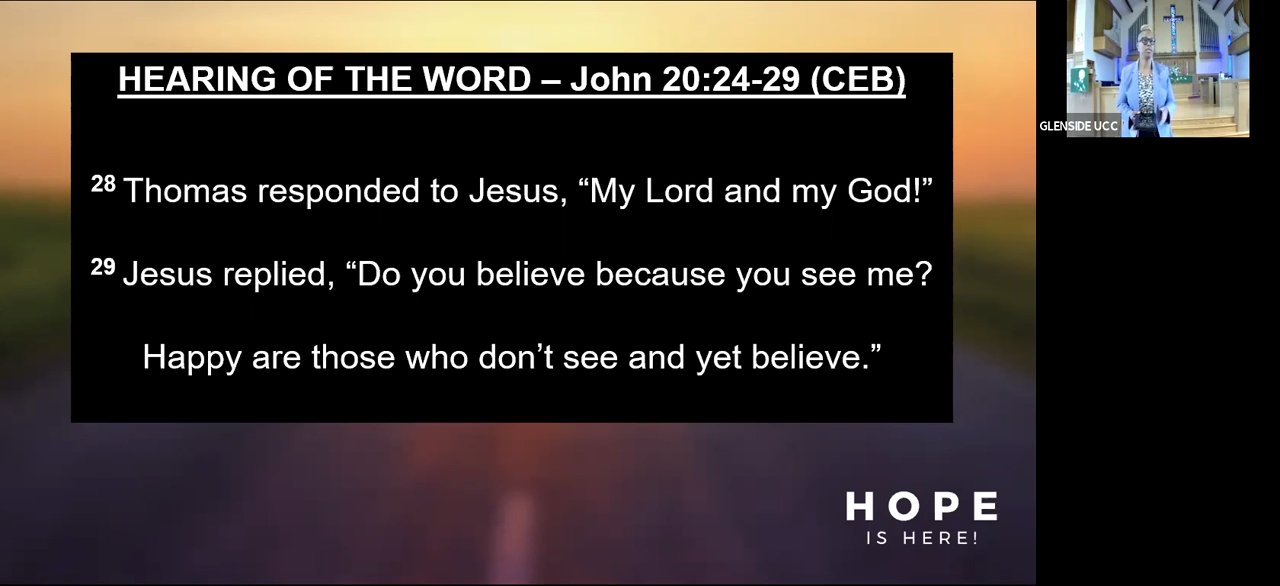 HEARING OF THE WORD – John 20:24-29 (CEB)
28 Thomas responded to Jesus, “My Lord and my God!”
29 Jesus replied, “Do you believe because you see me?
Happy are those who don’t see and yet believe.”
HOPE
IS HERE!
GLENSIDE UCC